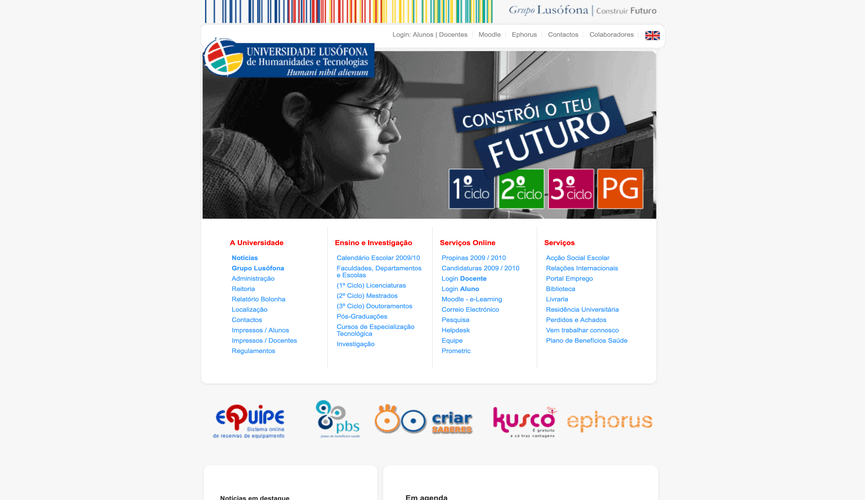 Grupo Lusófona | Construir Futuro
Login: Alunos | Docentes
Moodle
Ephorus
Contactos
Colaboradores
UNIVERSIDADE LUSÓFONA
de Humanidades e Tecnologias
Humani nihil alienum
CONSTRÓI O TEU
FUTURO
1º ciclo
2º ciclo
3º ciclo
PG
A Universidade
Noticias
Grupo Lusófona
Administração
Reitoria
Relatório Bolonha
Localização
Contactos
Impressos / Alunos
Impressos / Docentes
Regulamentos
Ensino e Investigação
Calendário Escolar 2009/10
Faculdades, Departamentos
e Escolas
(1º Ciclo) Licenciaturas
(2º Ciclo) Mestrados
(3º Ciclo) Doutoramentos
Pós-Graduações
Cursos de Especialização
Tecnológica
Investigação
Serviços Online
Propinas 2009 / 2010
Candidaturas 2009 / 2010
Login Docente
Login Aluno
Moodle - e-Learning
Correio Electrónico
Pesquisa
Helpdesk
Equipe
Prometric
Serviços
Acção Social Escolar
Relações Internacionais
Portal Emprego
Biblioteca
Livraria
Residência Universitária
Perdidos e Achados
Vem trabalhar connosco
Plano de Benefícios Saúde
eQuipe
Sistema online
de reservas de equipamento
pbs
plano de benefícios saúde
criar
SABERES
kusco
é gratuito
e só traz vantagens
ephorus
Notícias em destaque
Em agenda